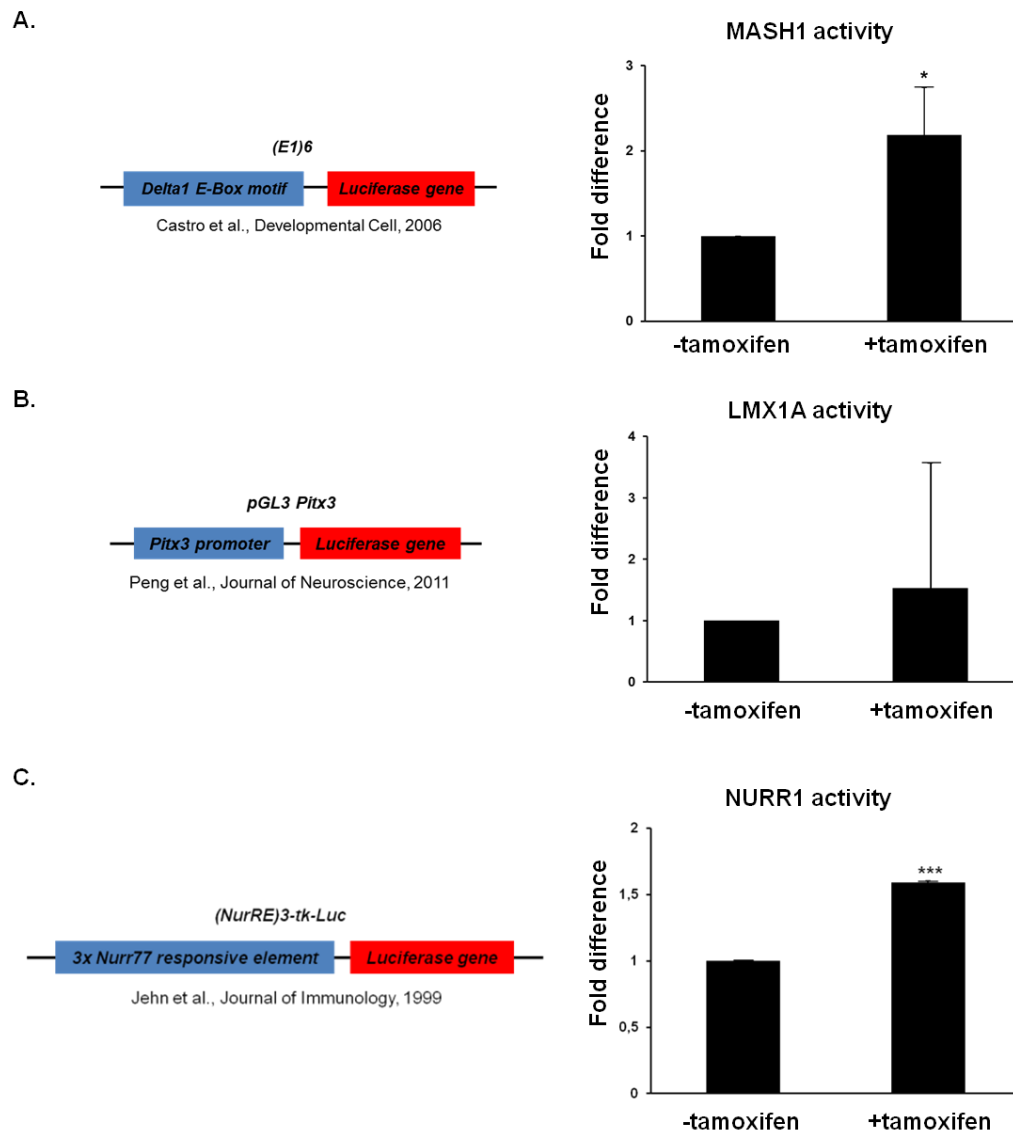 A.
(E1)6
Delta1 E-Box motif
Luciferase gene
Castro et al., Developmental Cell, 2006
MASH1 activity
Fold difference
3
2
1
0
*
-tamoxifen
+tamoxifen
B.
pGL3 Pitx3
Pitx3 promoter
Luciferase gene
Peng et al., Journal of Neuroscience, 2011
LMX1A activity
Fold difference
4
3
2
1
0
-tamoxifen
+tamoxifen
C.
(NurRE)3-tk-Luc
3x Nurr77 responsive element
Luciferase gene
Jehn et al., Journal of Immunology, 1999
NURR1 activity
Fold difference
2
1,5
1
0,5
0
***
-tamoxifen
+tamoxifen